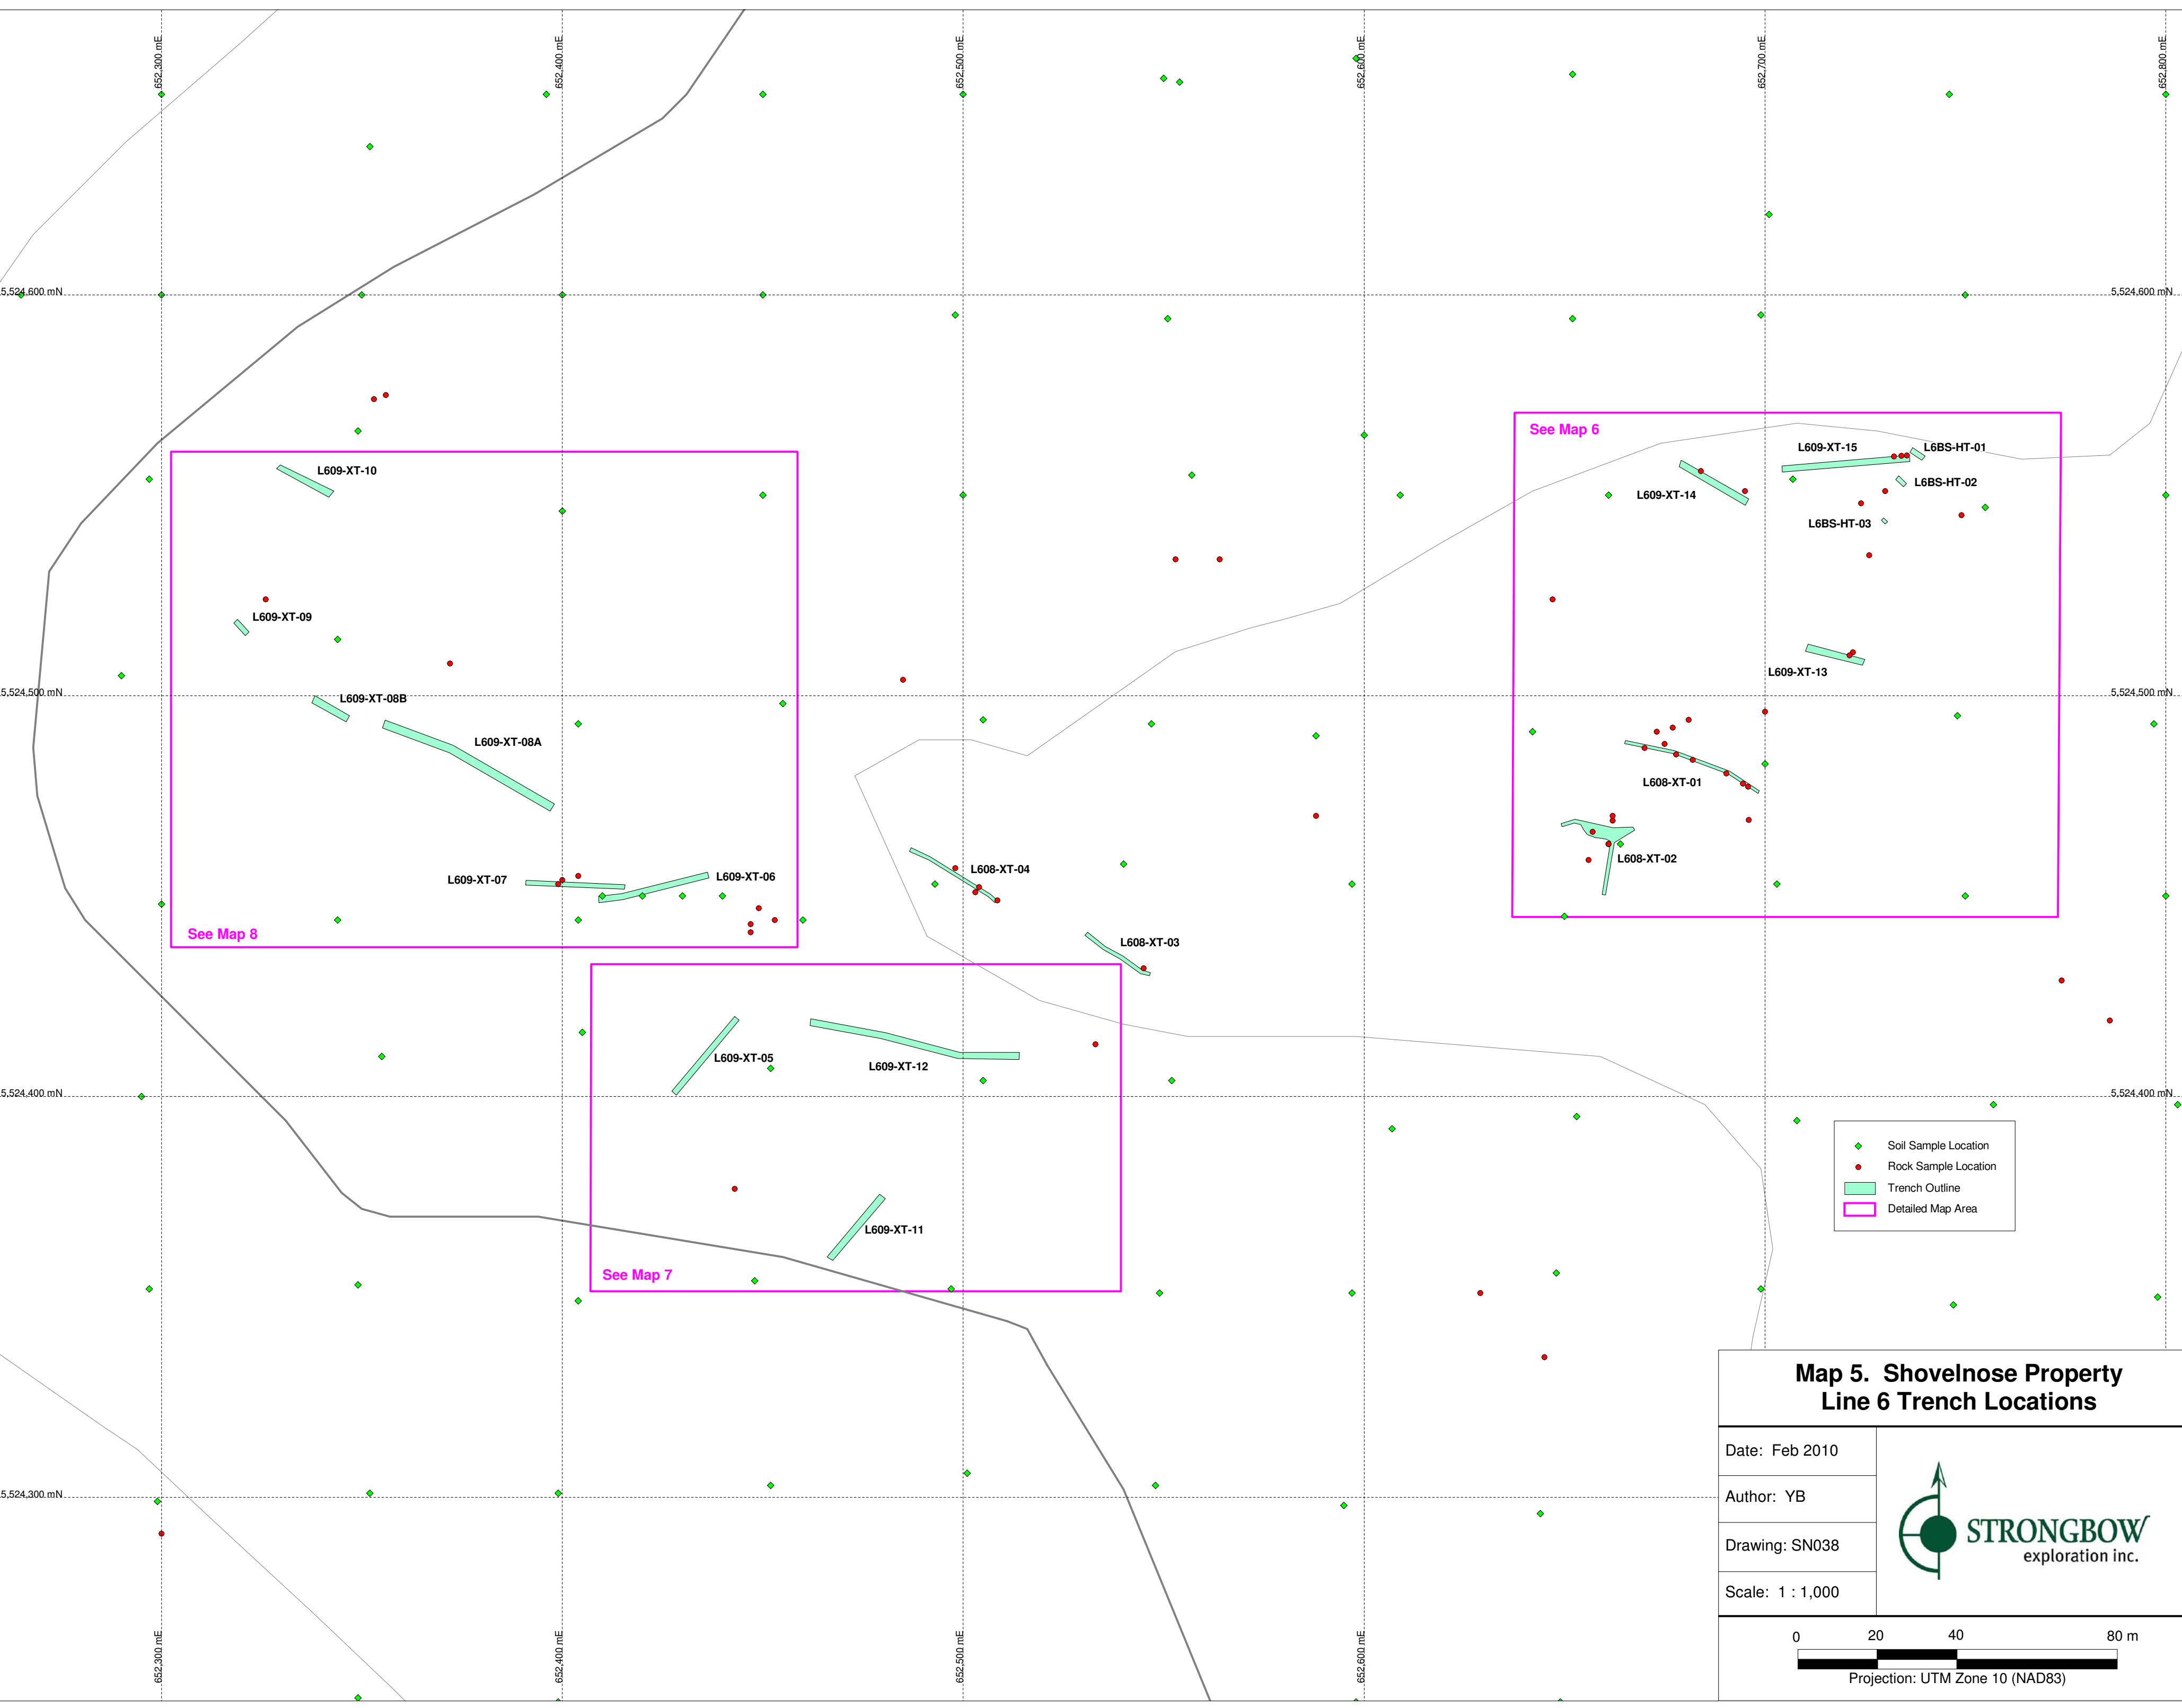 652,300 mE
652,400 mE
652,500 mE
652,600 mE
652,700 mE
652,800 mE
5,524,600 mN
5,524,600 mN
See Map 6
L609-XT-15
L6BS-HT-01
L609-XT-10
L6BS-HT-02
L609-XT-14
L6BS-HT-03
L609-XT-09
L609-XT-13
5,524,500 mN
5,524,500 mN
L609-XT-08B
L609-XT-08A
L608-XT-01
L608-XT-02
L608-XT-04
L609-XT-07
L609-XT-06
See Map 8
L608-XT-03
L609-XT-05
L609-XT-12
5,524,400 mN
5,524,400 mN
Soil Sample Location
Rock Sample Location
Trench Outline
Detailed Map Area
L609-XT-11
See Map 7
Map 5. Shovelnose Property
Line 6 Trench Locations
Date: Feb 2010
Author: YB
Drawing: SN038
Scale: 1 : 1,000
STRONGBOW
exploration inc.
5,524,300 mN
652,300 mE
652,400 mE
652,500 mE
652,600 mE
0 20 40 80 m
Projection: UTM Zone 10 (NAD83)